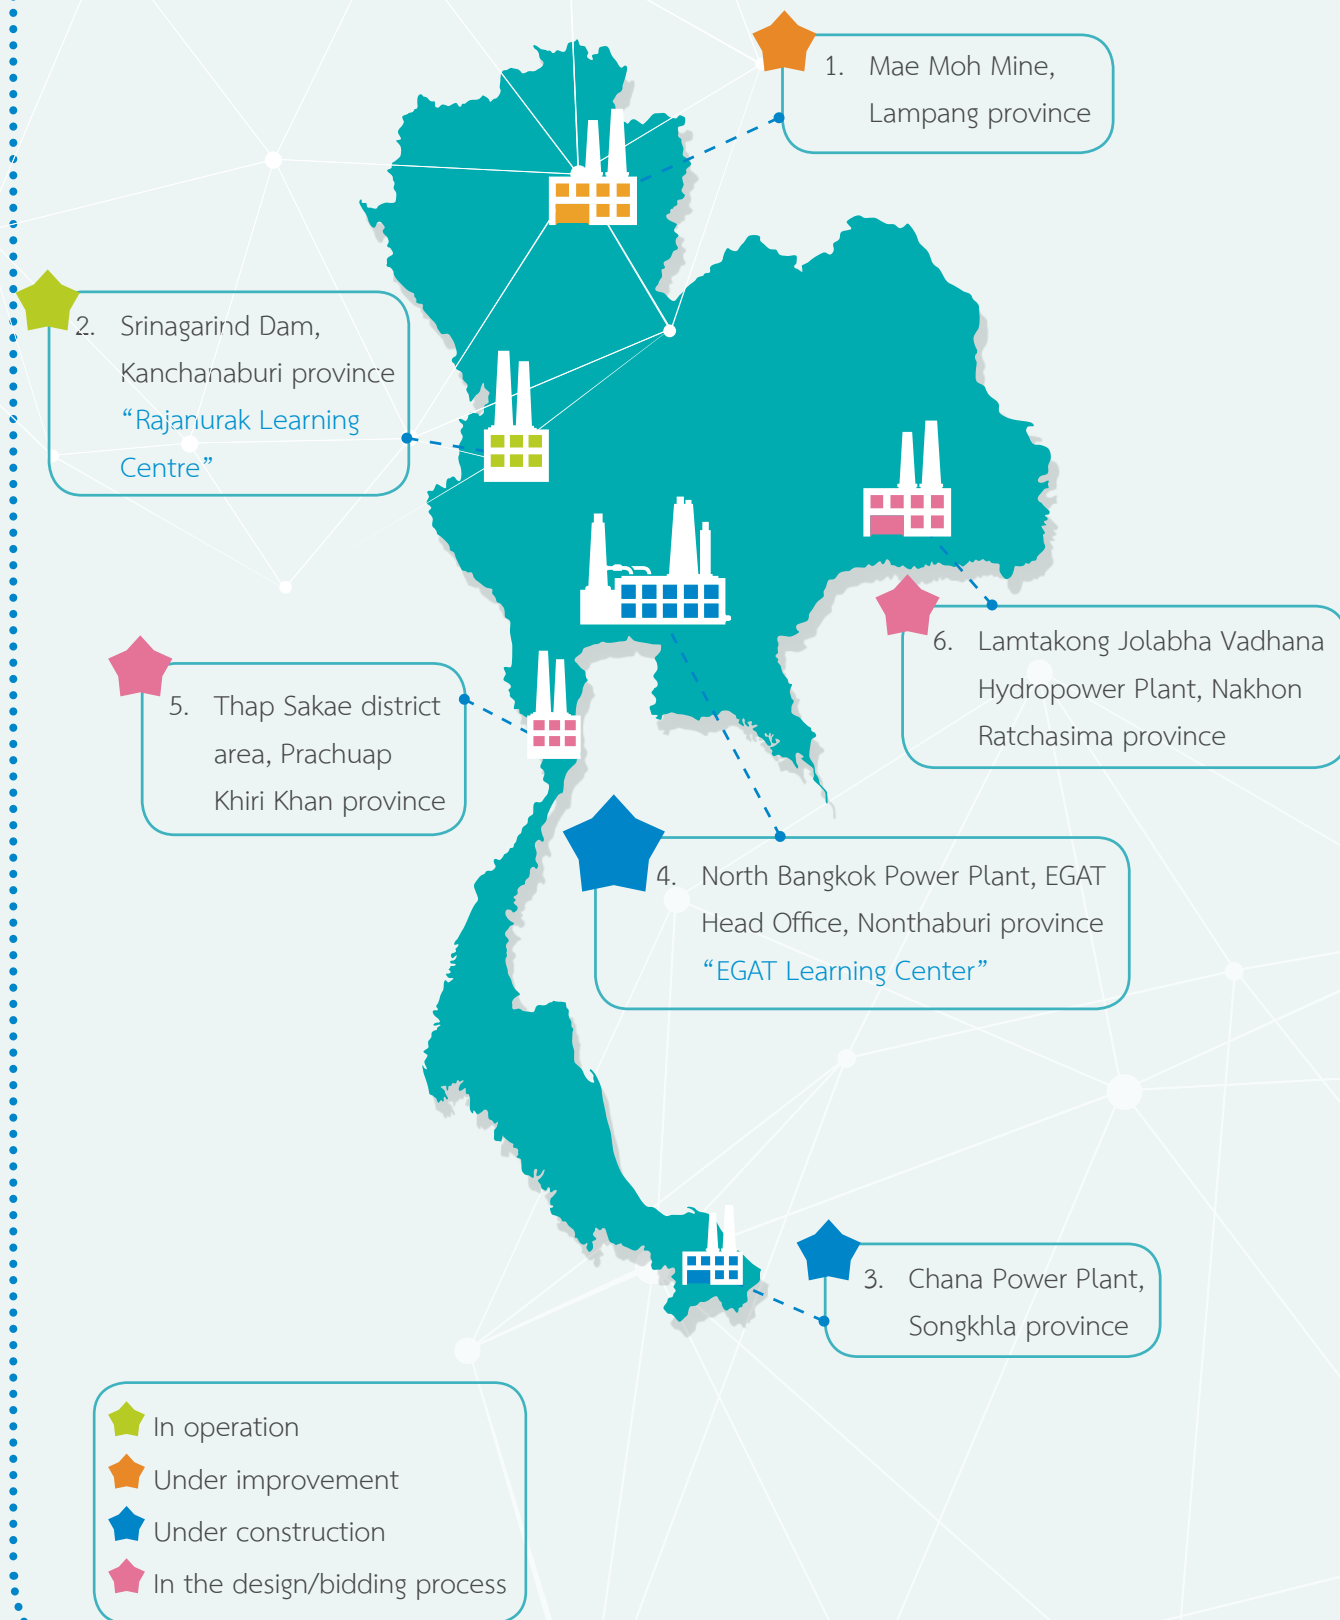 1. Mae Moh Mine,
Lampang province
2. Srinagarind Dam,
Kanchanaburi province
“Rajanurak Learning
Centre”
6. Lamtakong Jolabha Vadhana
Hydropower Plant, Nakhon
Ratchasima province
5. Thap Sakae district
area, Prachuap
Khiri Khan province
4. North Bangkok Power Plant, EGAT
Head Office, Nonthaburi province
“EGAT Learning Center”
3. Chana Power Plant,
Songkhla province
In operation
Under improvement
Under construction
In the design/bidding process